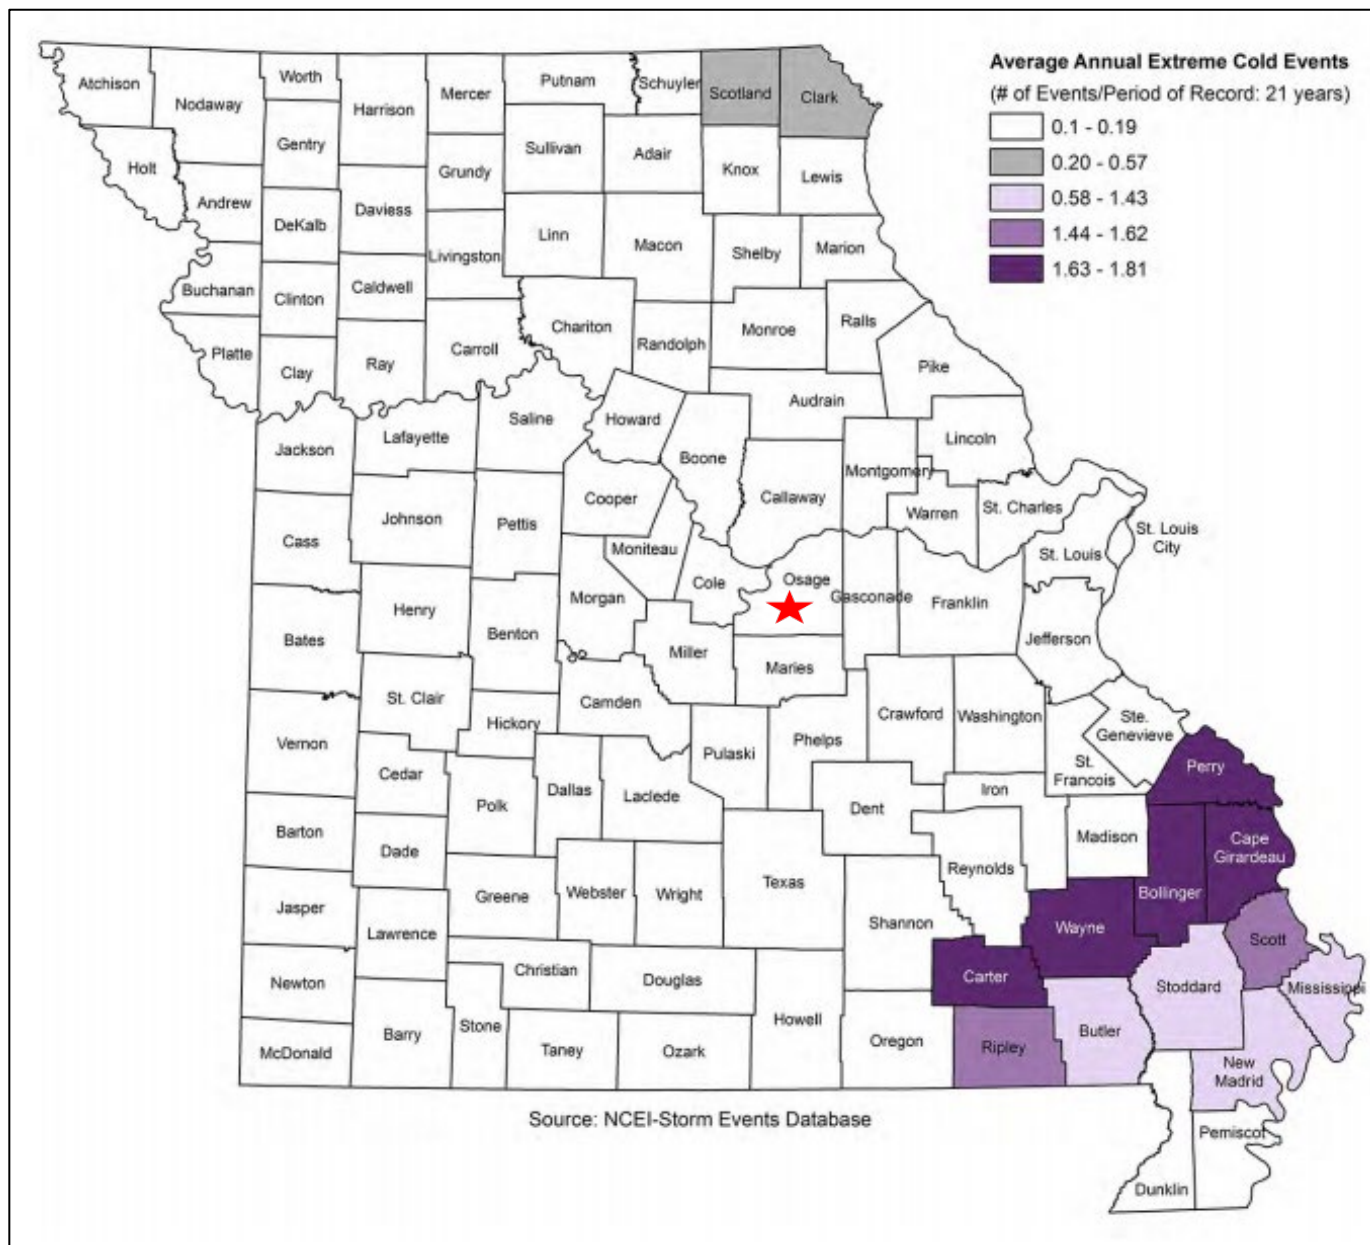 Average Annual Extreme Cold Events
(# of Events/Period of Record: 21 years)
0.1 - 0.19
0.20 - 0.57
0.58 - 1.43
1.44 - 1.62
1.63 - 1.81
Atchison
Nodaway
Worth
Harrison
Mercer
Putnam
Schuyler
Scotland
Clark
Holt
Gentry
Sullivan
Adair
Knox
Lewis
Grundy
Andrew
DeKalb
Daviess
Linn
Macon
Shelby
Marion
Livingston
Buchanan
Clinton
Caldwell
Chariton
Randolph
Monroe
Ralls
Platte
Clay
Ray
Carroll
Pike
Audrain
Saline
Howard
Jackson
Lafayette
Boone
Lincoln
Montgomery
Callaway
Cooper
Warren
St. Charles
Johnson
Pettis
St. Louis
City
Cass
Moniteau
St. Louis
Cole
Osage
Henry
Morgan
Gasconade
Franklin
Bates
Benton
Miller
Maries
Jefferson
St. Clair
Camden
Crawford
Washington
Ste.
Genevieve
Hickory
Vernon
Pulaski
Phelps
St.
Francois
Perry
Cedar
Polk
Dallas
Laclede
Dent
Iron
Barton
Madison
Cape
Girardeau
Dade
Reynolds
Greene
Webster
Wright
Texas
Bollinger
Jasper
Shannon
Lawrence
Wayne
Scott
Christian
Douglas
Carter
Newton
Stoddard
Mississippi
Howell
Barry
Stone
Taney
Ozark
Oregon
Ripley
Butler
McDonald
New
Madrid
Source: NCEI-Storm Events Database
Pemiscot
Dunklin